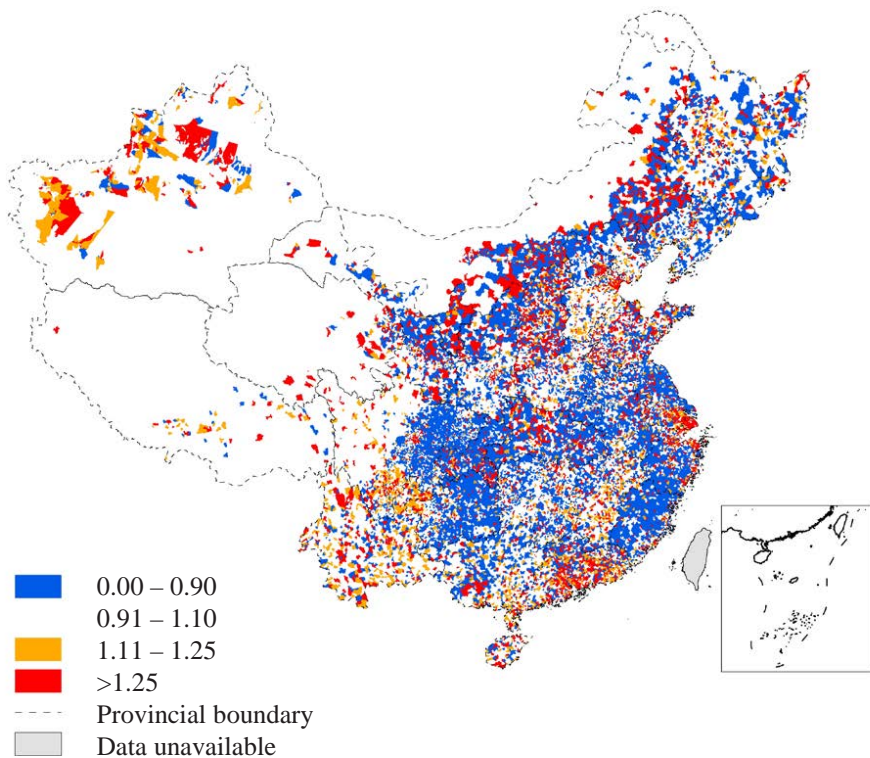 0.00 – 0.90
0.91 – 1.10
1.11 – 1.25
>1.25
Provincial boundary
Data unavailable